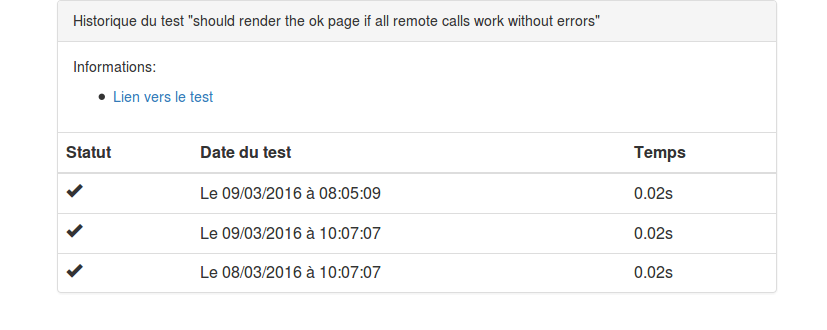 Historique du test "should render the ok page if all remote calls work without errors"
Informations:
Lien vers le test
Statut Date du test Temps
Le 09/03/2016 à 08:05:09 0.02s
Le 09/03/2016 à 10:07:07 0.02s
Le 08/03/2016 à 10:07:07 0.02s